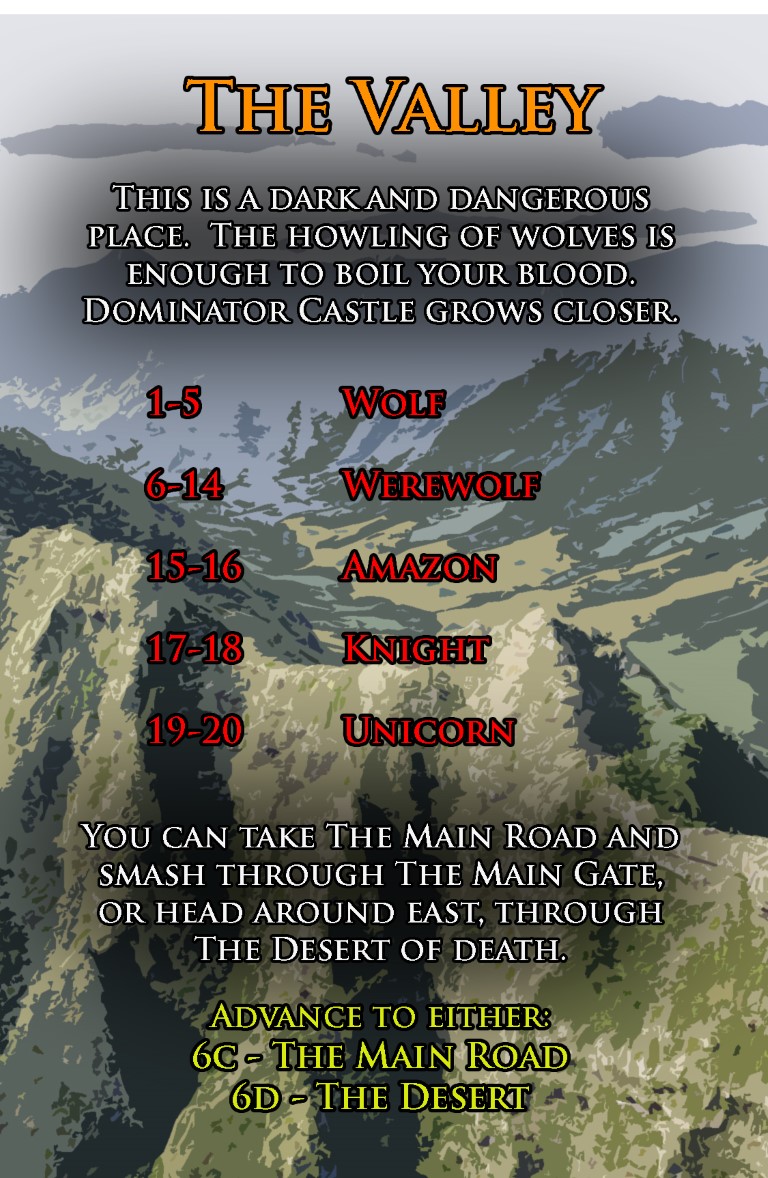 The Valley
This is a dark and dangerous
place. The howling of wolves is
enough to boil your blood.
Dominator Castle grows closer.
1-5 Wolf
6-14 Werewolf
15-16 Amazon
17-18 Knight
19-20 Unicorn
You can take The Main Road and
smash through The Main Gate,
or head around east, through
The Desert of death.
Advance to either:
6c - The Main Road
6d - The Desert